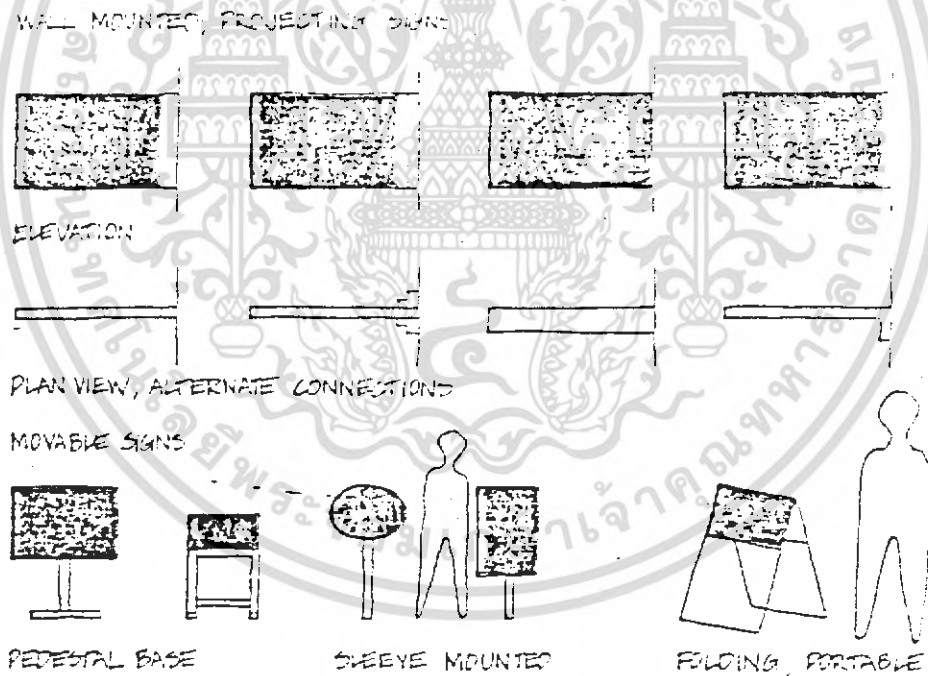 WALL MOUNTED, PROJECTING SIGNS
ELEVATION
PLAN VIEW, ALTERNATE CONNECTIONS
MOVABLE SIGNS
PEDESTAL BASE
SLEEVE MOUNTED
FOLDING, PORTABLE